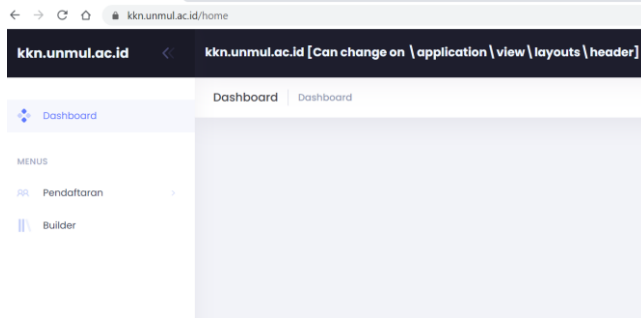 kkn.unmul.ac.id/home
kkn.unmul.ac.id
kkn.unmul.ac.id [Can change on \application\view\layouts\header]
Dashboard Dashboard
Dashboard
MENUS
Pendaftaran
Builder